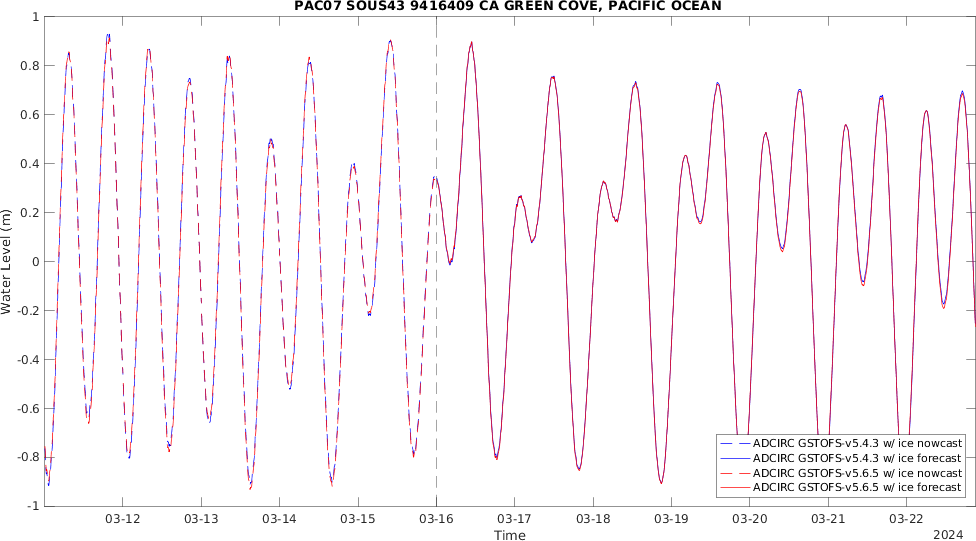 PAC07 SOUS43 9416409 CA GREEN COVE, PACIFIC OCEAN
1
0.8
0.6
0.4
0.2
0
-0.2
-0.4
-0.6
-0.8
-1
Water Level (m)
ADCIRC GSTOFS-v5.4.3 w/ ice nowcast
ADCIRC GSTOFS-v5.4.3 w/ ice forecast
ADCIRC GSTOFS-v5.6.5 w/ ice nowcast
ADCIRC GSTOFS-v5.6.5 w/ ice forecast
03-12 03-13 03-14 03-15 03-16 03-17 03-18 03-19 03-20 03-21 03-22
Time
2024